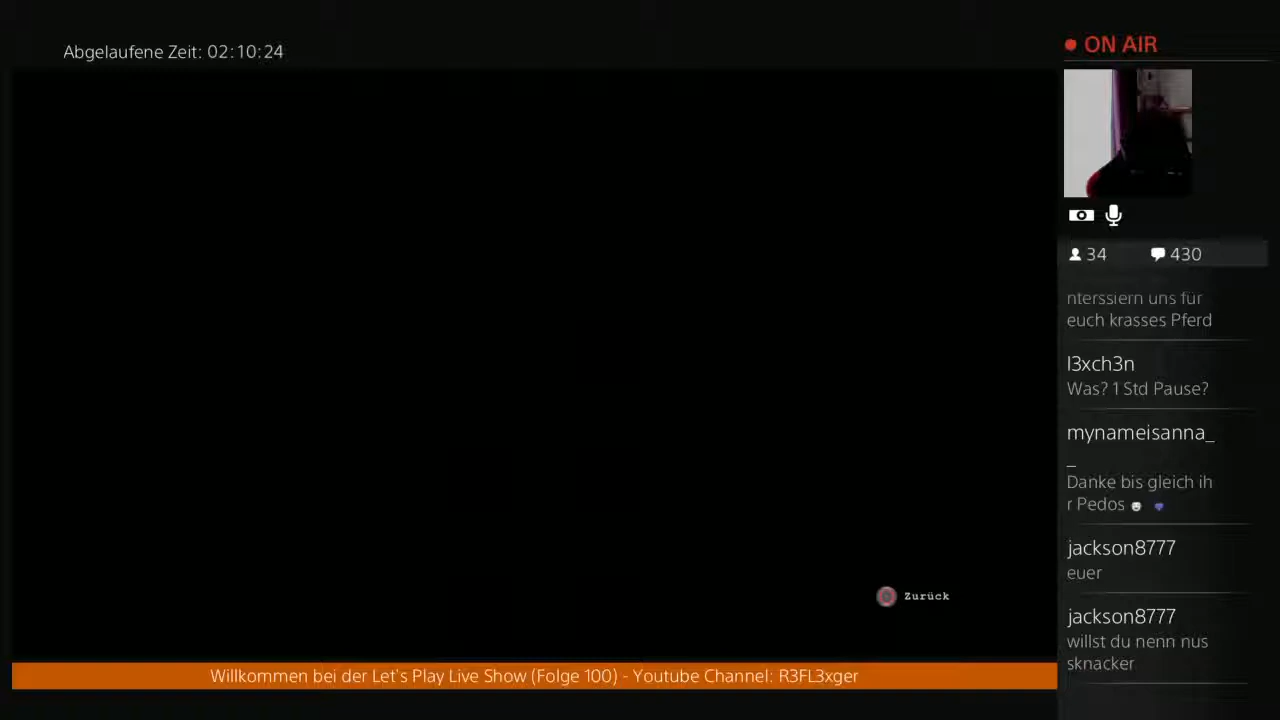 Abgelaufene Zeit: 02:10:24
ON AIR
34
430
nterssiern uns für
euch krasses Pferd
l3xch3n
Was? 1 Std Pause?
mynameisanna_
_
Danke bis gleich ih
r Pedos
jackson8777
euer
jackson8777
willst du nenn nus
sknacker
Zurück
Willkommen bei der Let's Play Live Show (Folge 100) - Youtube Channel: R3FL3xger